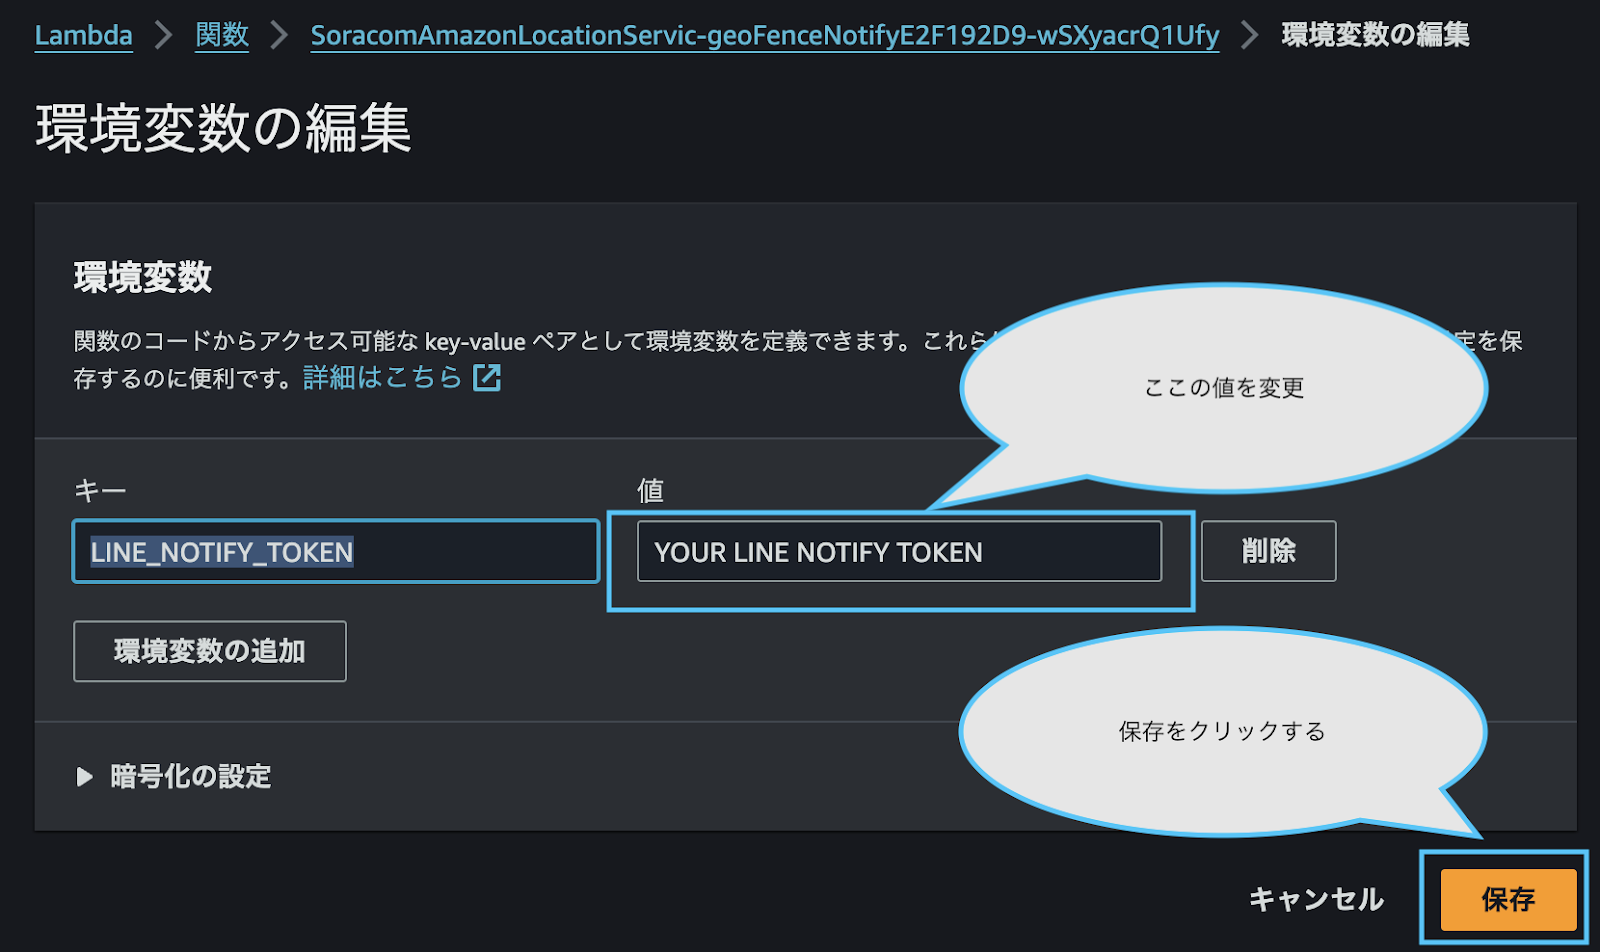 Lambda > 関数 > SoracomAmazonLocationServic-geoFenceNotifyE2F192D9-wSXyacrQ1Ufy > 環境変数の編集
環境変数の編集
環境変数
関数のコードからアクセス可能な key-value ペアとして環境変数を定義できます。これら
定を保
存するのに便利です。詳細はこちら
ここの値を変更
キー
値
LINE_NOTIFY_TOKEN
YOUR LINE NOTIFY TOKEN
削除
環境変数の追加
保存をクリックする
暗号化の設定
キャンセル
保存